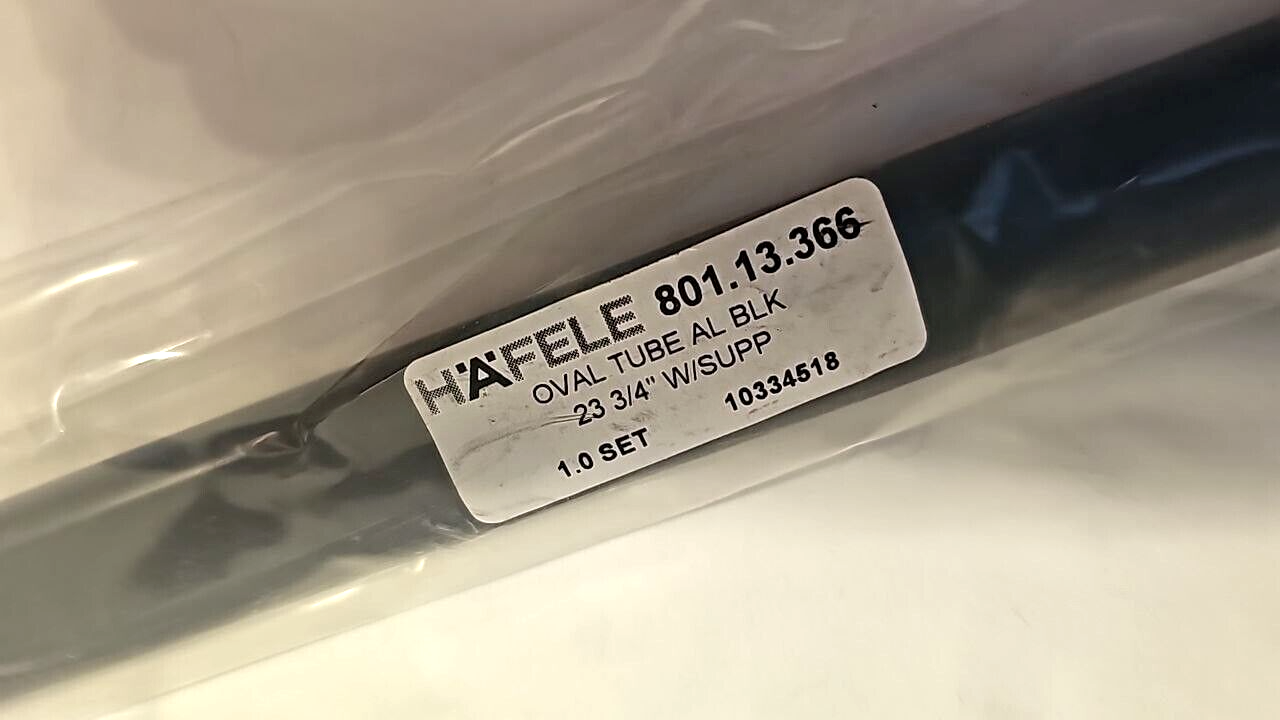 HÄFELE 801.13.366
OVAL TUBE AL BLK
23 3/4" W/SUPP
1.0 SET 10334518